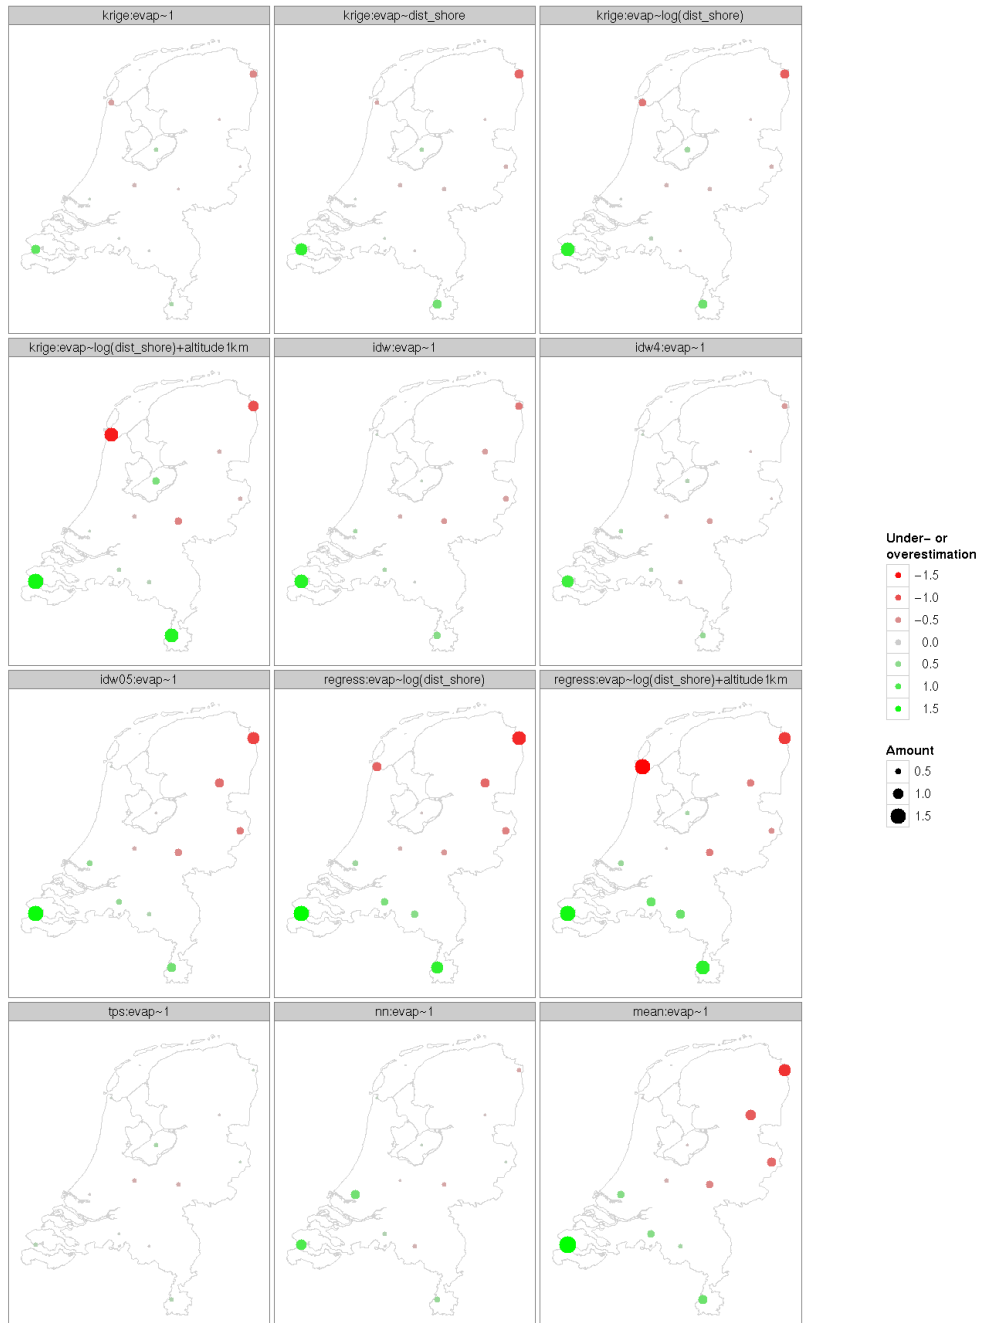 krige:evap~1
krige:evap~dist_shore
krige:evap~log(dist_shore)
krige:evap~log(dist_shore)+altitude1km
idw:evap~1
idw4:evap~1
idw05:evap~1
regress:evap~log(dist_shore)
regress:evap~log(dist_shore)+altitude1km
tps:evap~1
nn:evap~1
mean:evap~1
Under- or
overestimation
-1.5
-1.0
-0.5
0.0
0.5
1.0
1.5
Amount
0.5
1.0
1.5